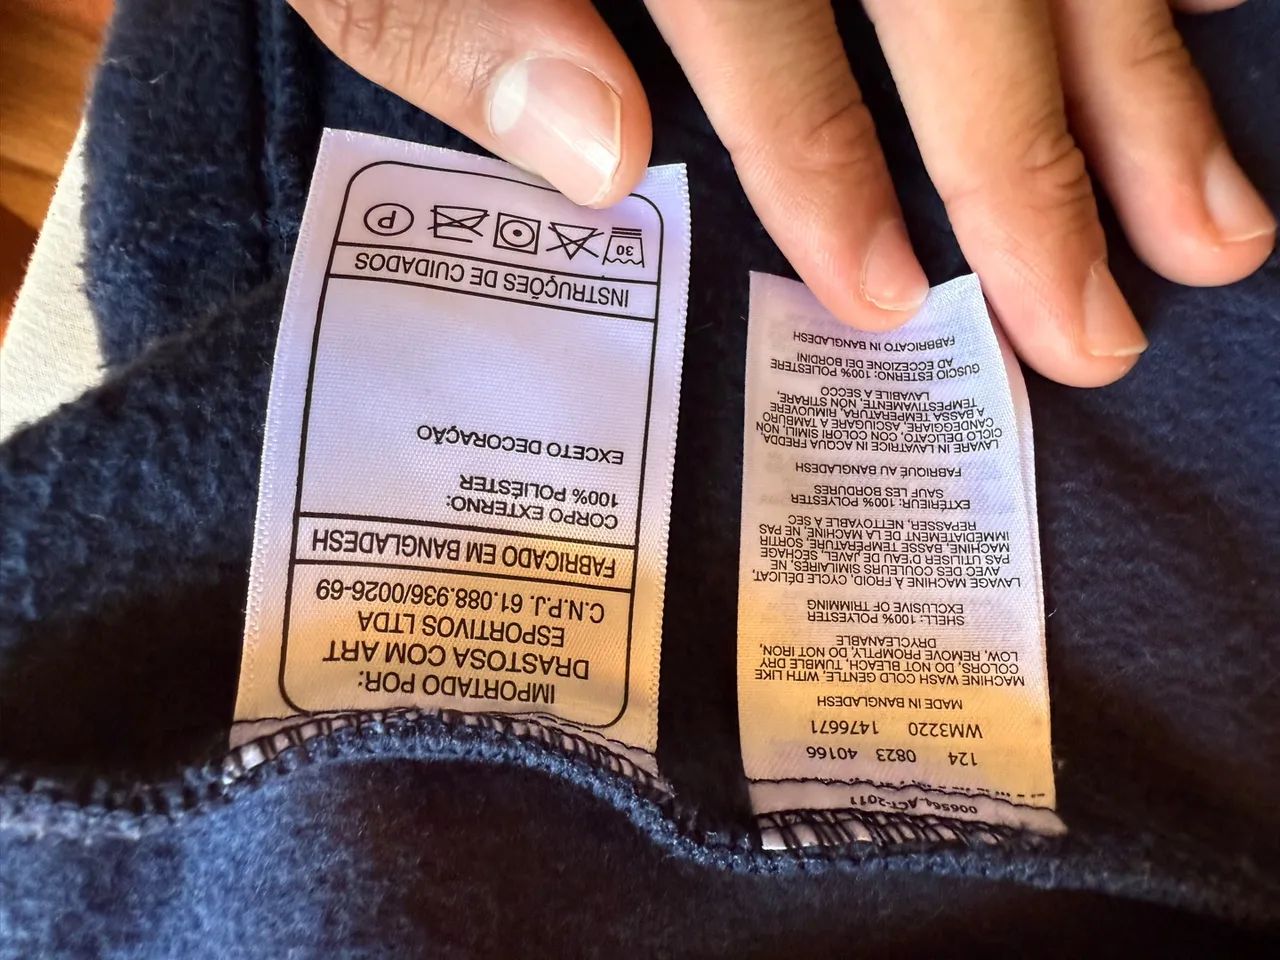 124 0823 40166
WM3220 1476671
MADE IN BANGLADESH
MACHINE WASH COLD GENTLE, WITH LIKE
COLORS, DO NOT BLEACH, TUMBLE DRY
LOW, REMOVE PROMPTLY, DO NOT IRON,
DRYCLEANABLE
SHELL: 100% POLYESTER
EXCLUSIVE OF TRIMMING
LAVAGE MACHINE À FROID, CYCLE DÉLICAT,
AVEC DES COULEURS SIMILAIRES, NE
PAS UTILISER D'EAU DE JAVEL, SÉCHAGE
MACHINE, BASSE TEMPÉRATURE, SORTIR
IMMÉDIATEMENT DE LA MACHINE, NE PAS
REPASSER, NETTOYABLE À SEC
EXTÉRIEUR: 100% POLYESTER
SAUF LES BORDURES
FABRIQUÉ AU BANGLADESH
LAVARE IN LAVATRICE IN ACQUA FREDDA
CICLO DELICATO, CON COLORI SIMILI, NON
CANDEGGIARE, ASCIUGARE A TAMBURO
A BASSA TEMPERATURA, RIMUOVERE
TEMPESTIVAMENTE, NON STIRARE,
LAVABILE A SECCO
GUSCIO ESTERNO: 100% POLIESTERE
AD ECCEZIONE DEI BORDINI
FABBRICATO IN BANGLADESH
IMPORTADO POR:
DRASTOSA COM ART
ESPORTIVOS LTDA
C.N.P.J. 61.088.936/0026-69
FABRICADO EM BANGLADESH
CORPO EXTERNO:
100% POLIÉSTER
EXCETO DECORAÇÃO
INSTRUÇÕES DE CUIDADOS
30 P